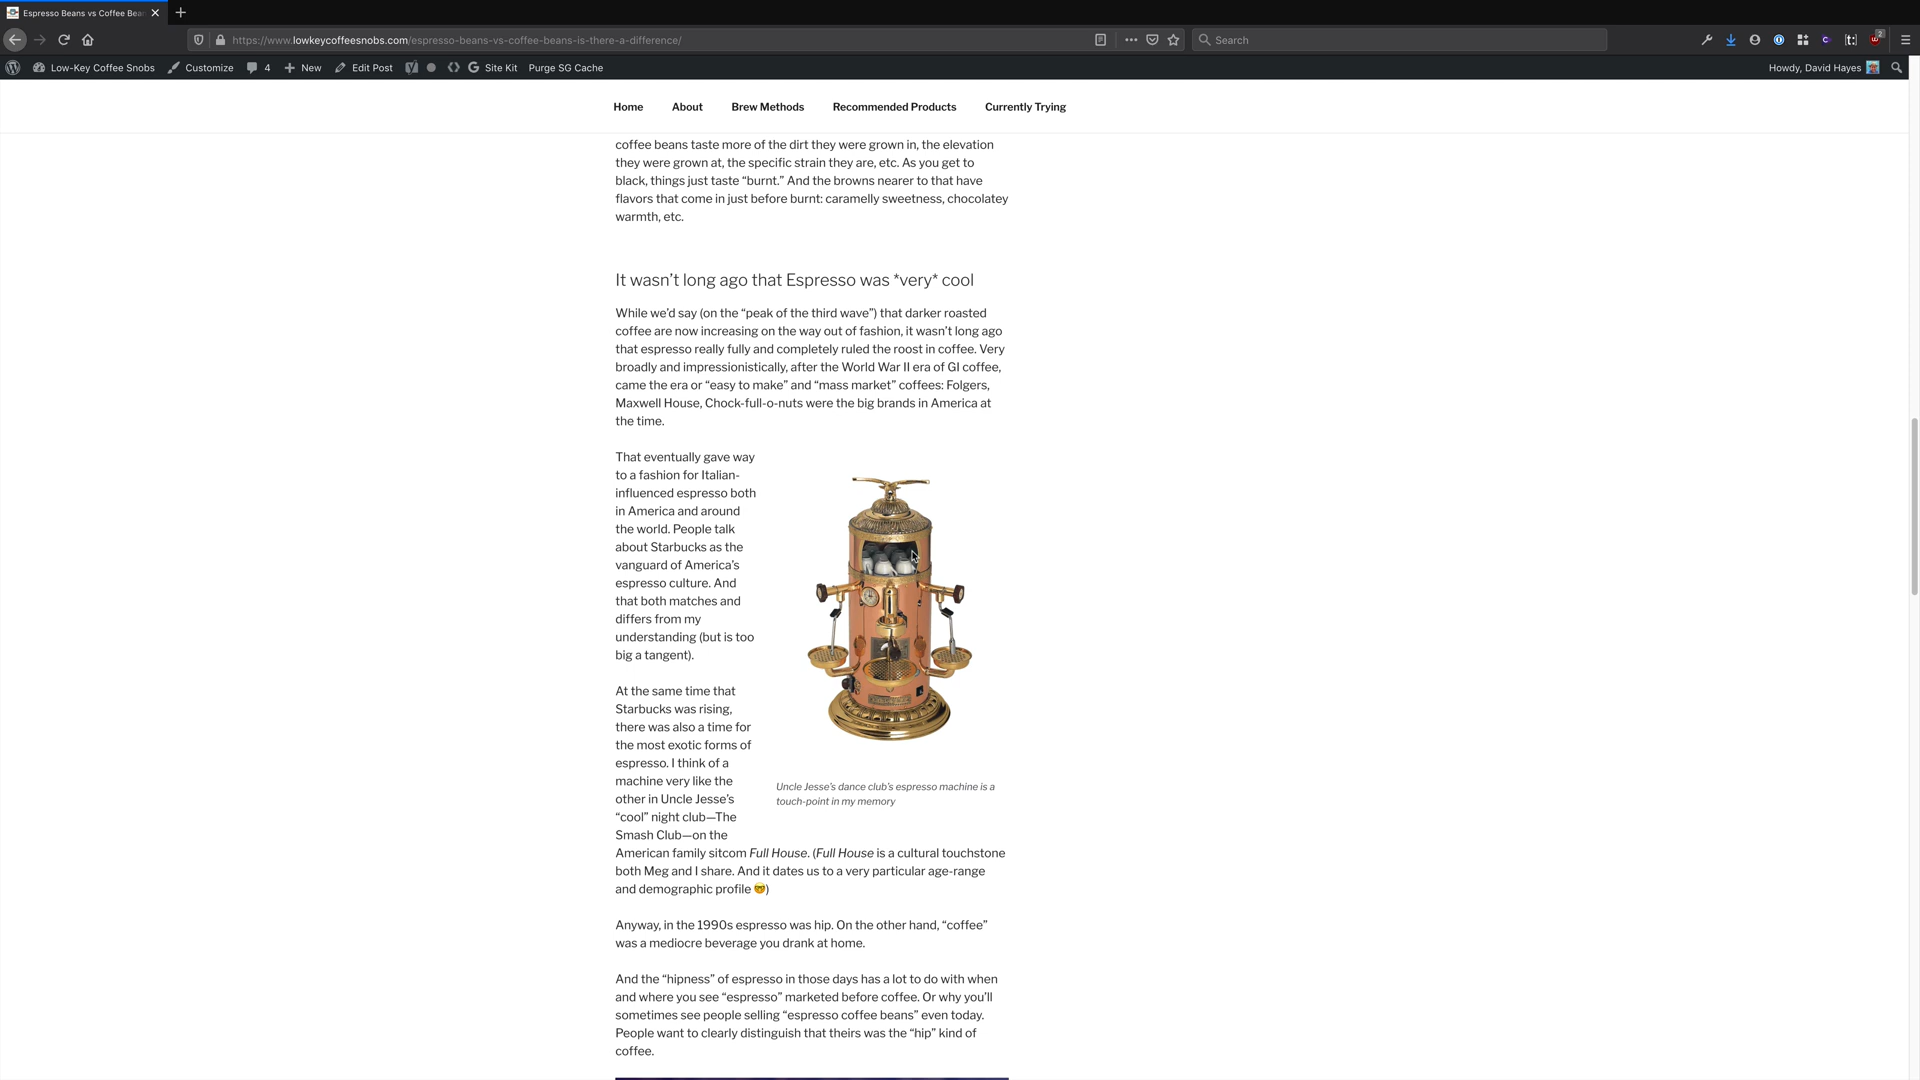 Espresso Beans vs Coffee Bea
https://www.lowkeycoffeesnobs.com/espresso-beans-vs-coffee-beans-is-there-a-difference/
Search
2
Low-Key Coffee Snobs
Customize
4
New
Edit Post
Site Kit
Purge SG Cache
Howdy, David Hayes
Home
About
Brew Methods
Recommended Products
Currently Trying
coffee beans taste more of the dirt they were grown in, the elevation
they were grown at, the specific strain they are, etc. As you get to
black, things just taste “burnt.” And the browns nearer to that have
flavors that come in just before burnt: caramelly sweetness, chocolatey
warmth, etc.
It wasn’t long ago that Espresso was *very* cool
While we’d say (on the “peak of the third wave”) that darker roasted
coffee are now increasing on the way out of fashion, it wasn’t long ago
that espresso really fully and completely ruled the roost in coffee. Very
broadly and impressionistically, after the World War II era of GI coffee,
came the era or “easy to make” and “mass market” coffees: Folgers,
Maxwell House, Chock-full-o-nuts were the big brands in America at
the time.
That eventually gave way
to a fashion for Italian-
influenced espresso both
in America and around
the world. People talk
about Starbucks as the
vanguard of America’s
espresso culture. And
that both matches and
differs from my
understanding (but is too
big a tangent).
Uncle Jesse’s dance club’s espresso machine is a
touch-point in my memory
At the same time that
Starbucks was rising,
there was also a time for
the most exotic forms of
espresso. I think of a
machine very like the
other in Uncle Jesse’s
“cool” night club—The
Smash Club—on the
American family sitcom Full House. (Full House is a cultural touchstone
both Meg and I share. And it dates us to a very particular age-range
and demographic profile 🤓)
Anyway, in the 1990s espresso was hip. On the other hand, “coffee”
was a mediocre beverage you drank at home.
And the “hipness” of espresso in those days has a lot to do with when
and where you see “espresso” marketed before coffee. Or why you’ll
sometimes see people selling “espresso coffee beans” even today.
People want to clearly distinguish that theirs was the “hip” kind of
coffee.